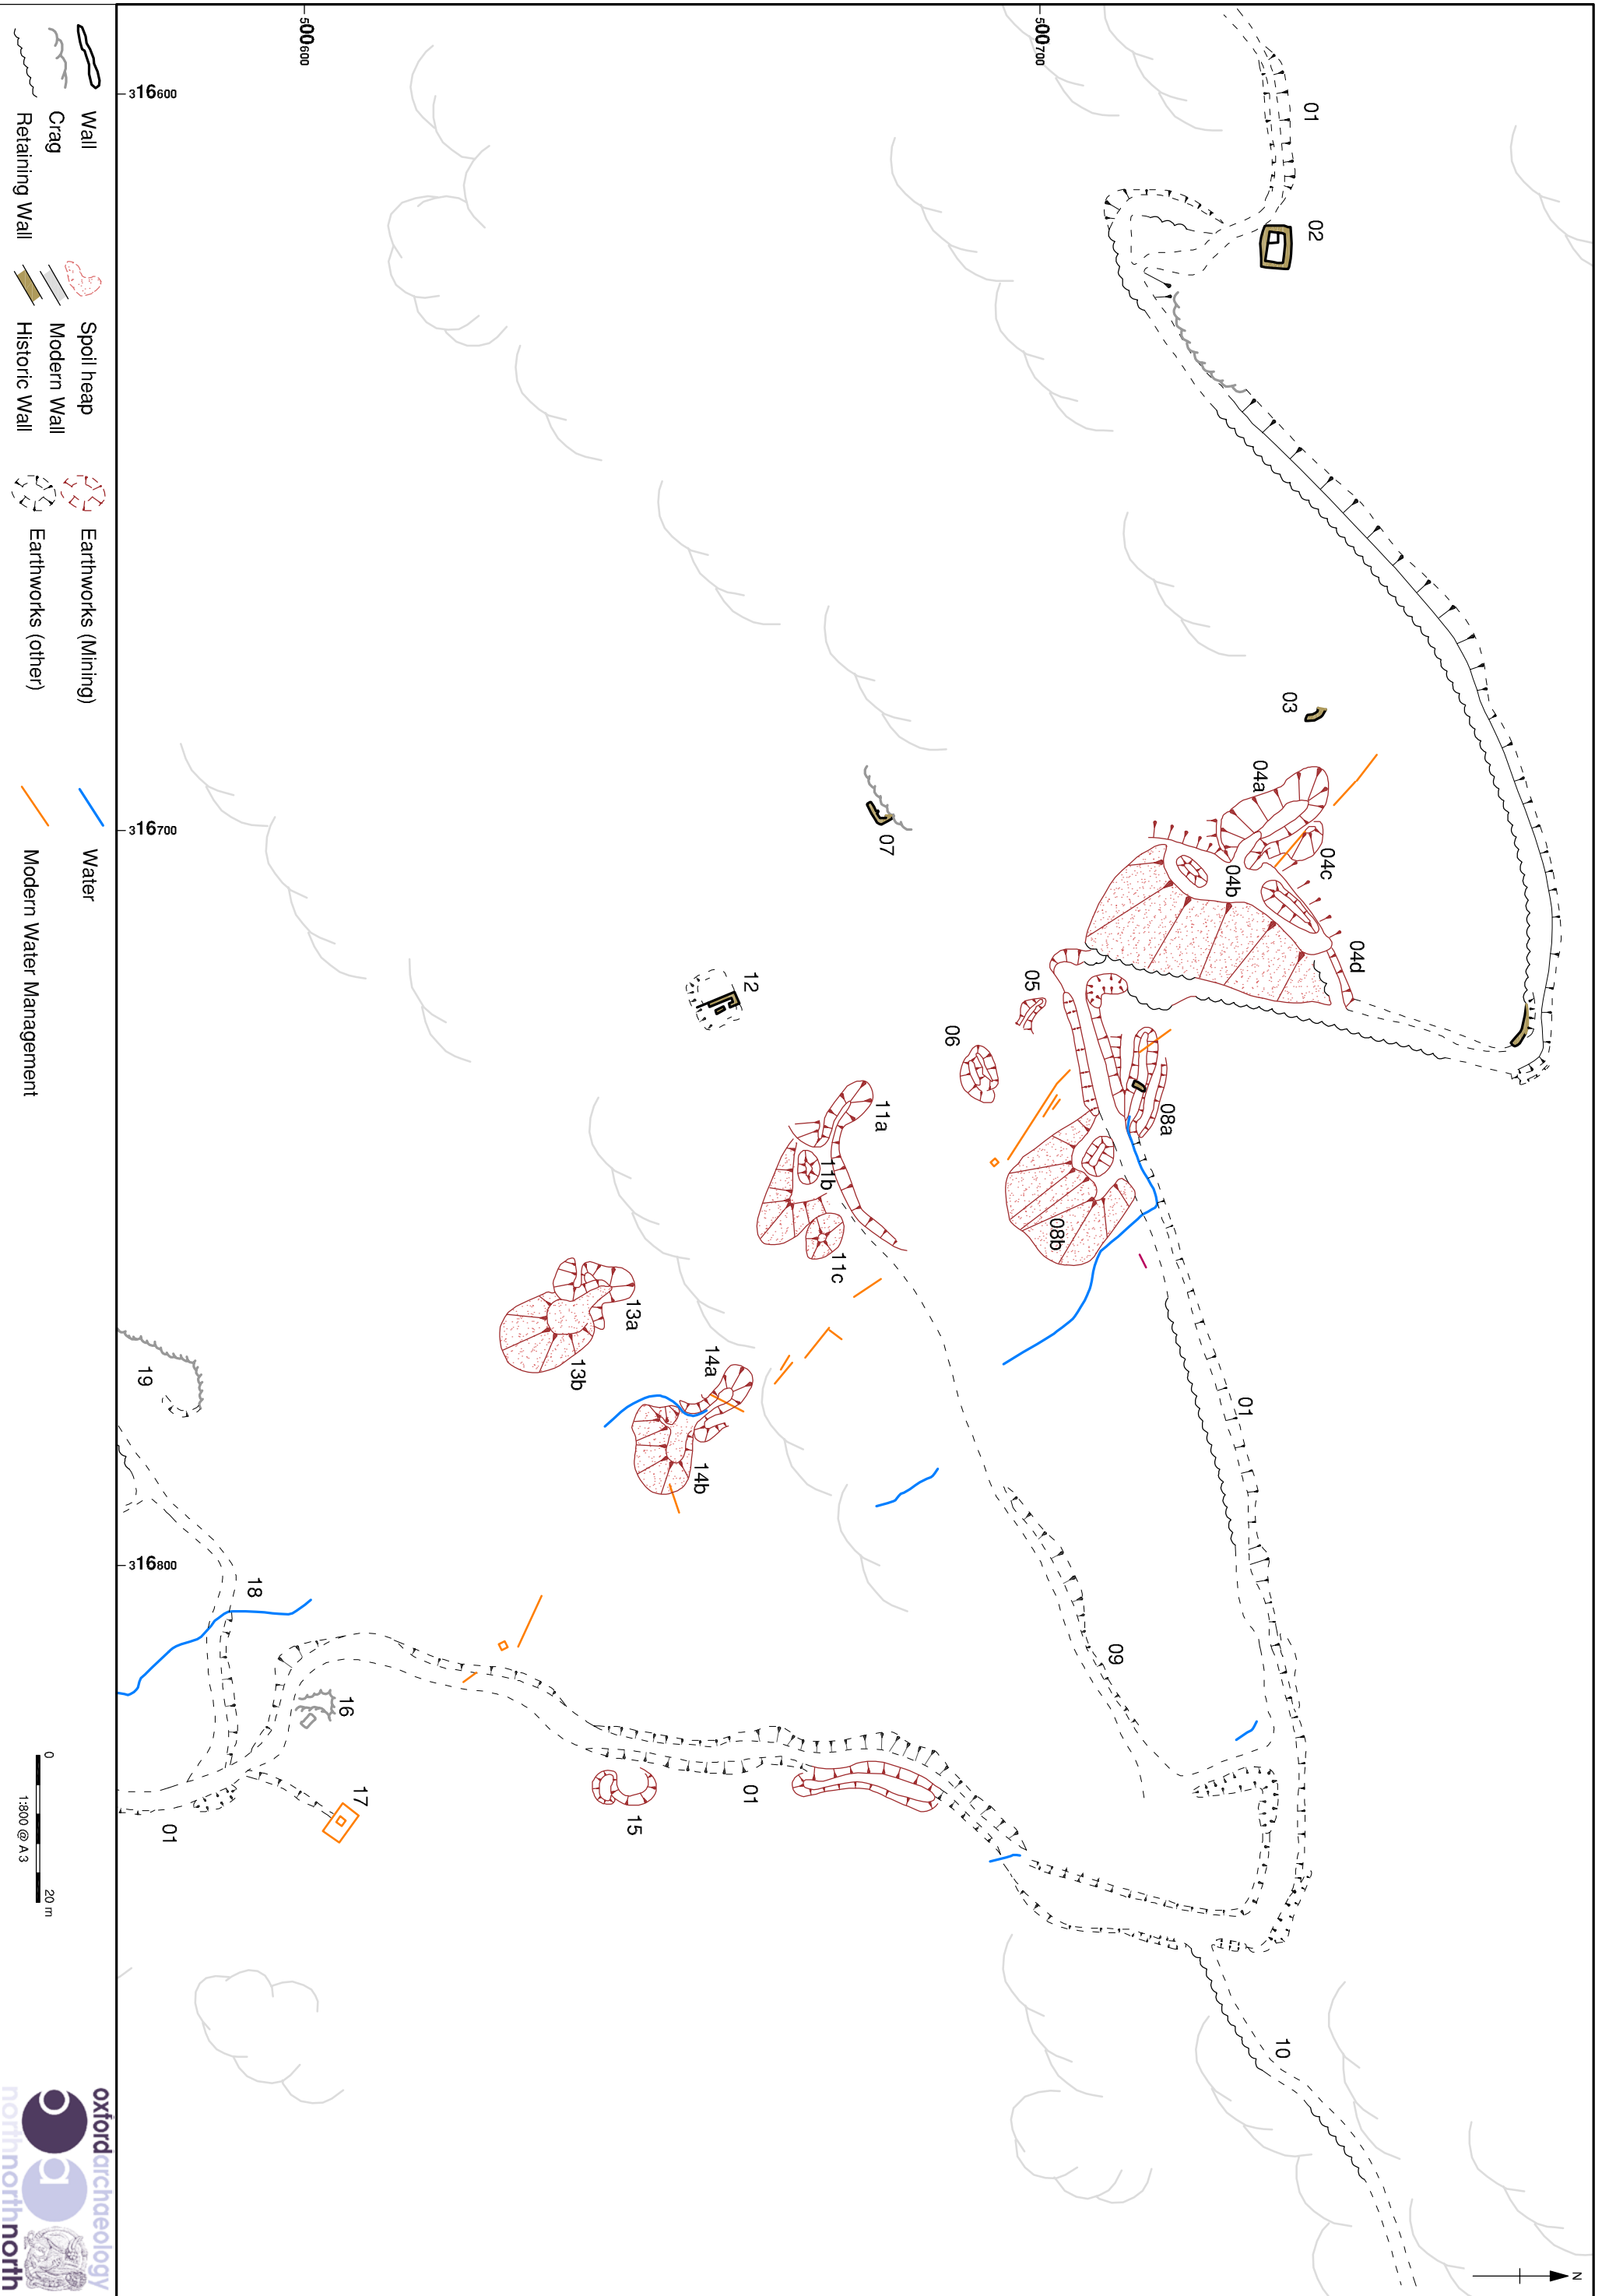 N
500700
500600
316600
316700
316800
01
02
03
04a
04c
04b
04d
05
06
07
08a
08b
01
09
10
11a
11b
11c
12
13a
13b
14a
14b
15
01
16
17
18
19
01
Wall
Crag
Retaining Wall
Spoil heap
Modern Wall
Historic Wall
Earthworks (Mining)
Earthworks (other)
Water
Modern Water Management
0
20 m
1:800 @ A3
oxfordarchaeology
northnorthnorth